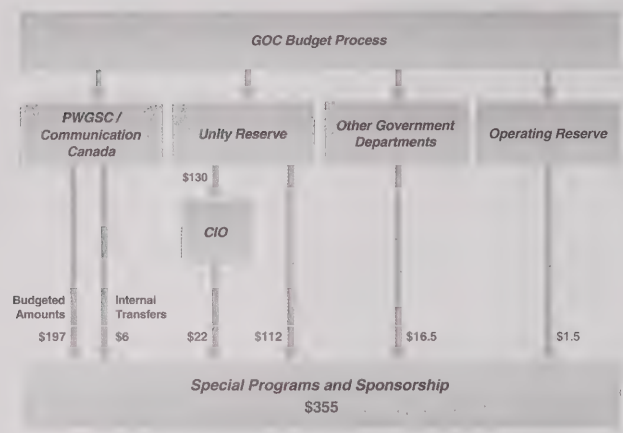 GOC Budget Process
PWGSC /
Communication
Canada
Unity Reserve
Other Government
Departments
Operating Reserve
$130
CIO
Budgeted
Amounts
Internal
Transfers
$197
$6
$22
$112
$16.5
$1.5
Special Programs and Sponsorship
$355